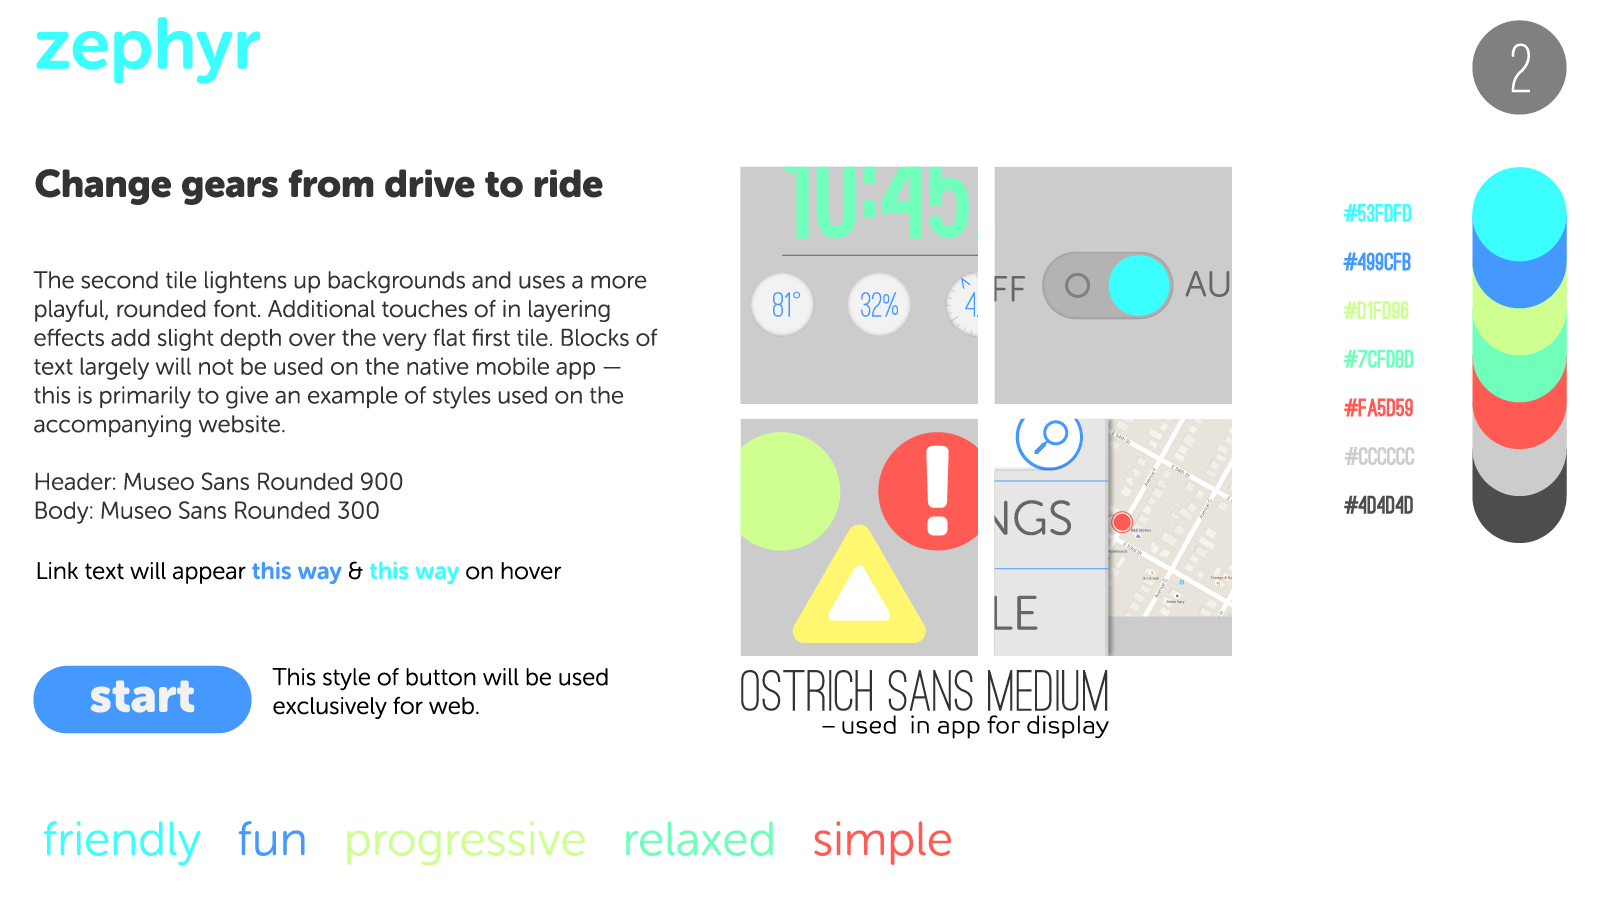 zephyr
2
Change gears from drive to ride
The second tile lightens up backgrounds and uses a more
playful, rounded font. Additional touches of in layering
effects add slight depth over the very flat first tile. Blocks of
text largely will not be used on the native mobile app —
this is primarily to give an example of styles used on the
accompanying website.
Header: Museo Sans Rounded 900
Body: Museo Sans Rounded 300
Link text will appear this way & this way on hover
start
This style of button will be used
exclusively for web.
10:45
81°
32%
4
FF
AU
!
NGS
LE
E 54th St
E 53rd St
Avenue G
OSTRICH SANS MEDIUM
– used in app for display
#53FDFD
#499CFB
#D1FD96
#7CFDBD
#FA5D59
#CCCCCC
#4D4D4D
friendly fun progressive relaxed simple